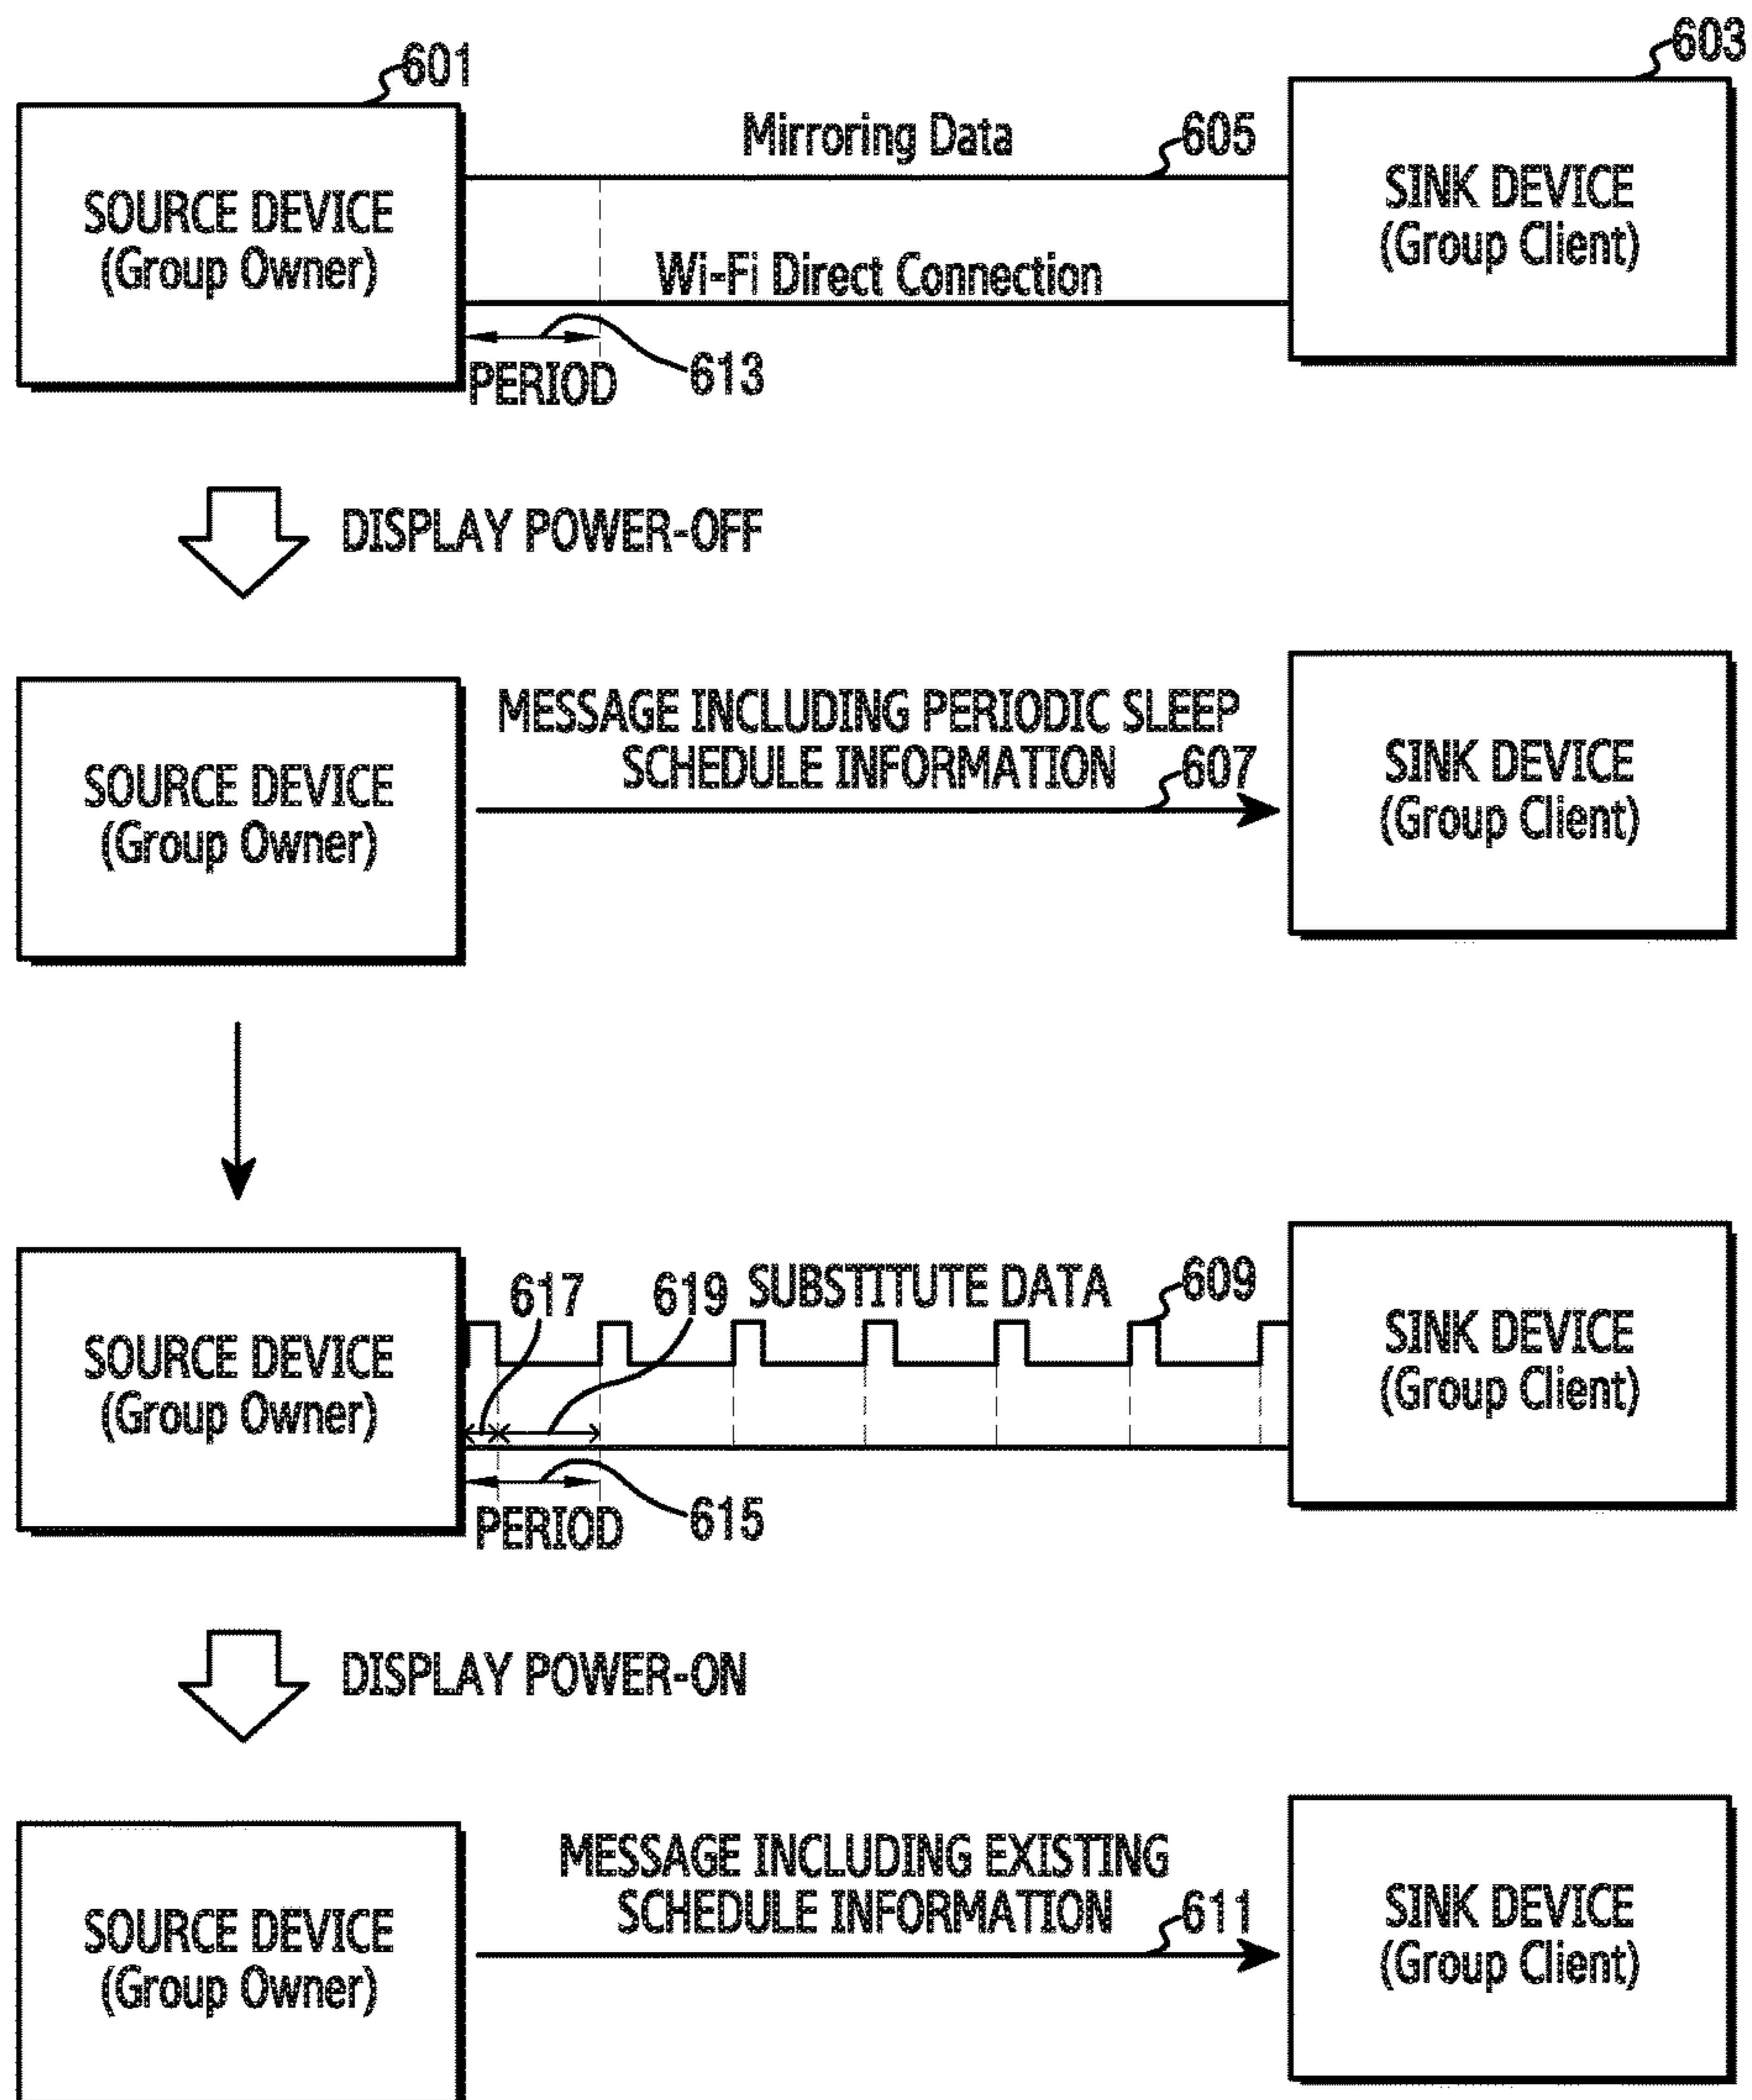 601
603
Mirroring Data
605
SOURCE DEVICE
(Group Owner)
SINK DEVICE
(Group Client)
Wi-Fi Direct Connection
PERIOD
613
DISPLAY POWER-OFF
SOURCE DEVICE
(Group Owner)
MESSAGE INCLUDING PERIODIC SLEEP
SCHEDULE INFORMATION
607
SINK DEVICE
(Group Client)
617
619
SUBSTITUTE DATA
609
SOURCE DEVICE
(Group Owner)
SINK DEVICE
(Group Client)
PERIOD
615
DISPLAY POWER-ON
SOURCE DEVICE
(Group Owner)
MESSAGE INCLUDING EXISTING
SCHEDULE INFORMATION
611
SINK DEVICE
(Group Client)